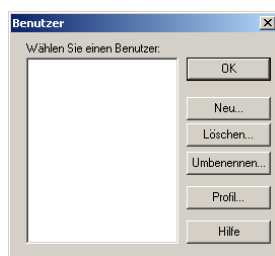 Benutzer
Wählen Sie einen Benutzer:
OK
Neu...
Löschen...
Umbenennen...
Profil...
Hilfe